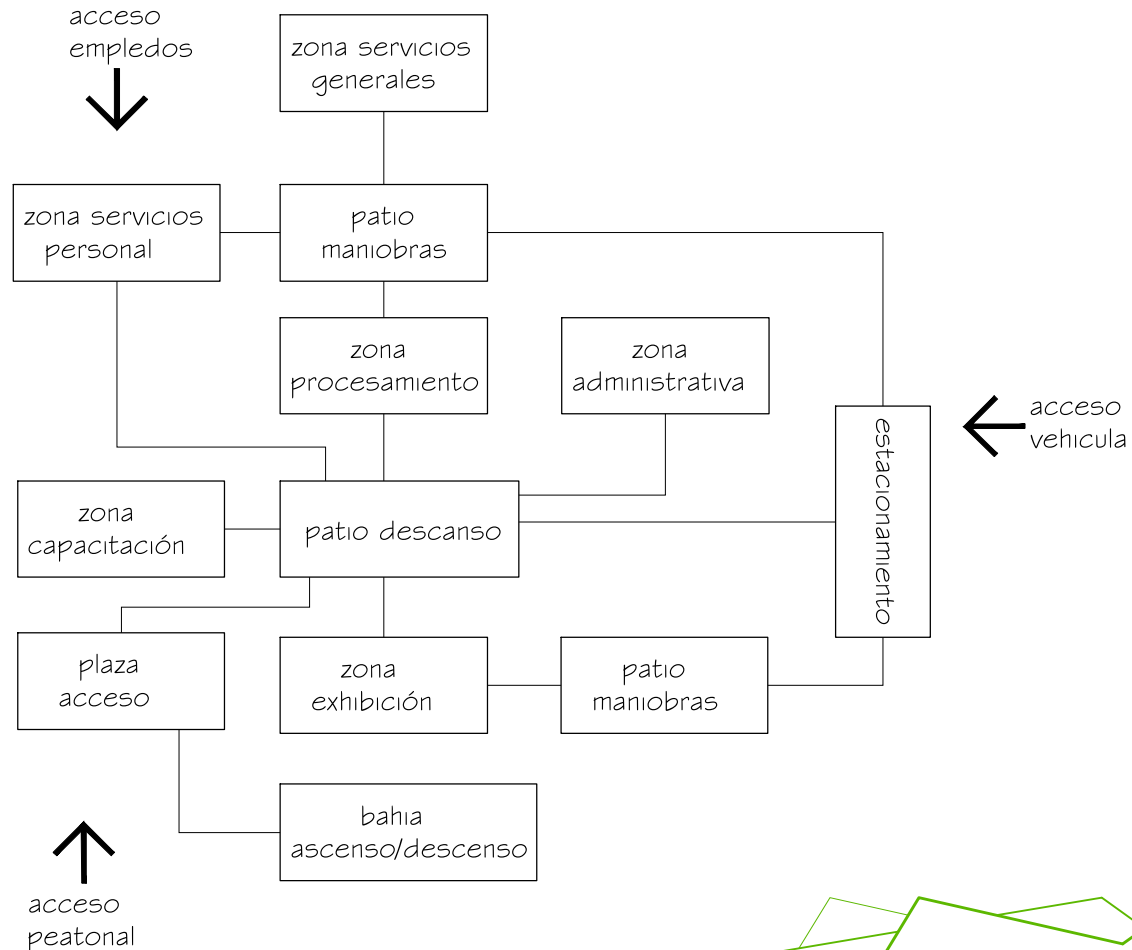 acceso
empledos
zona servicios
generales
zona servicios
personal
patio
maniobras
zona
procesamiento
zona
administrativa
acceso
vehicula
estacionamiento
zona
capacitación
patio descanso
plaza
acceso
zona
exhibición
patio
maniobras
bahia
ascenso/descenso
acceso
peatonal